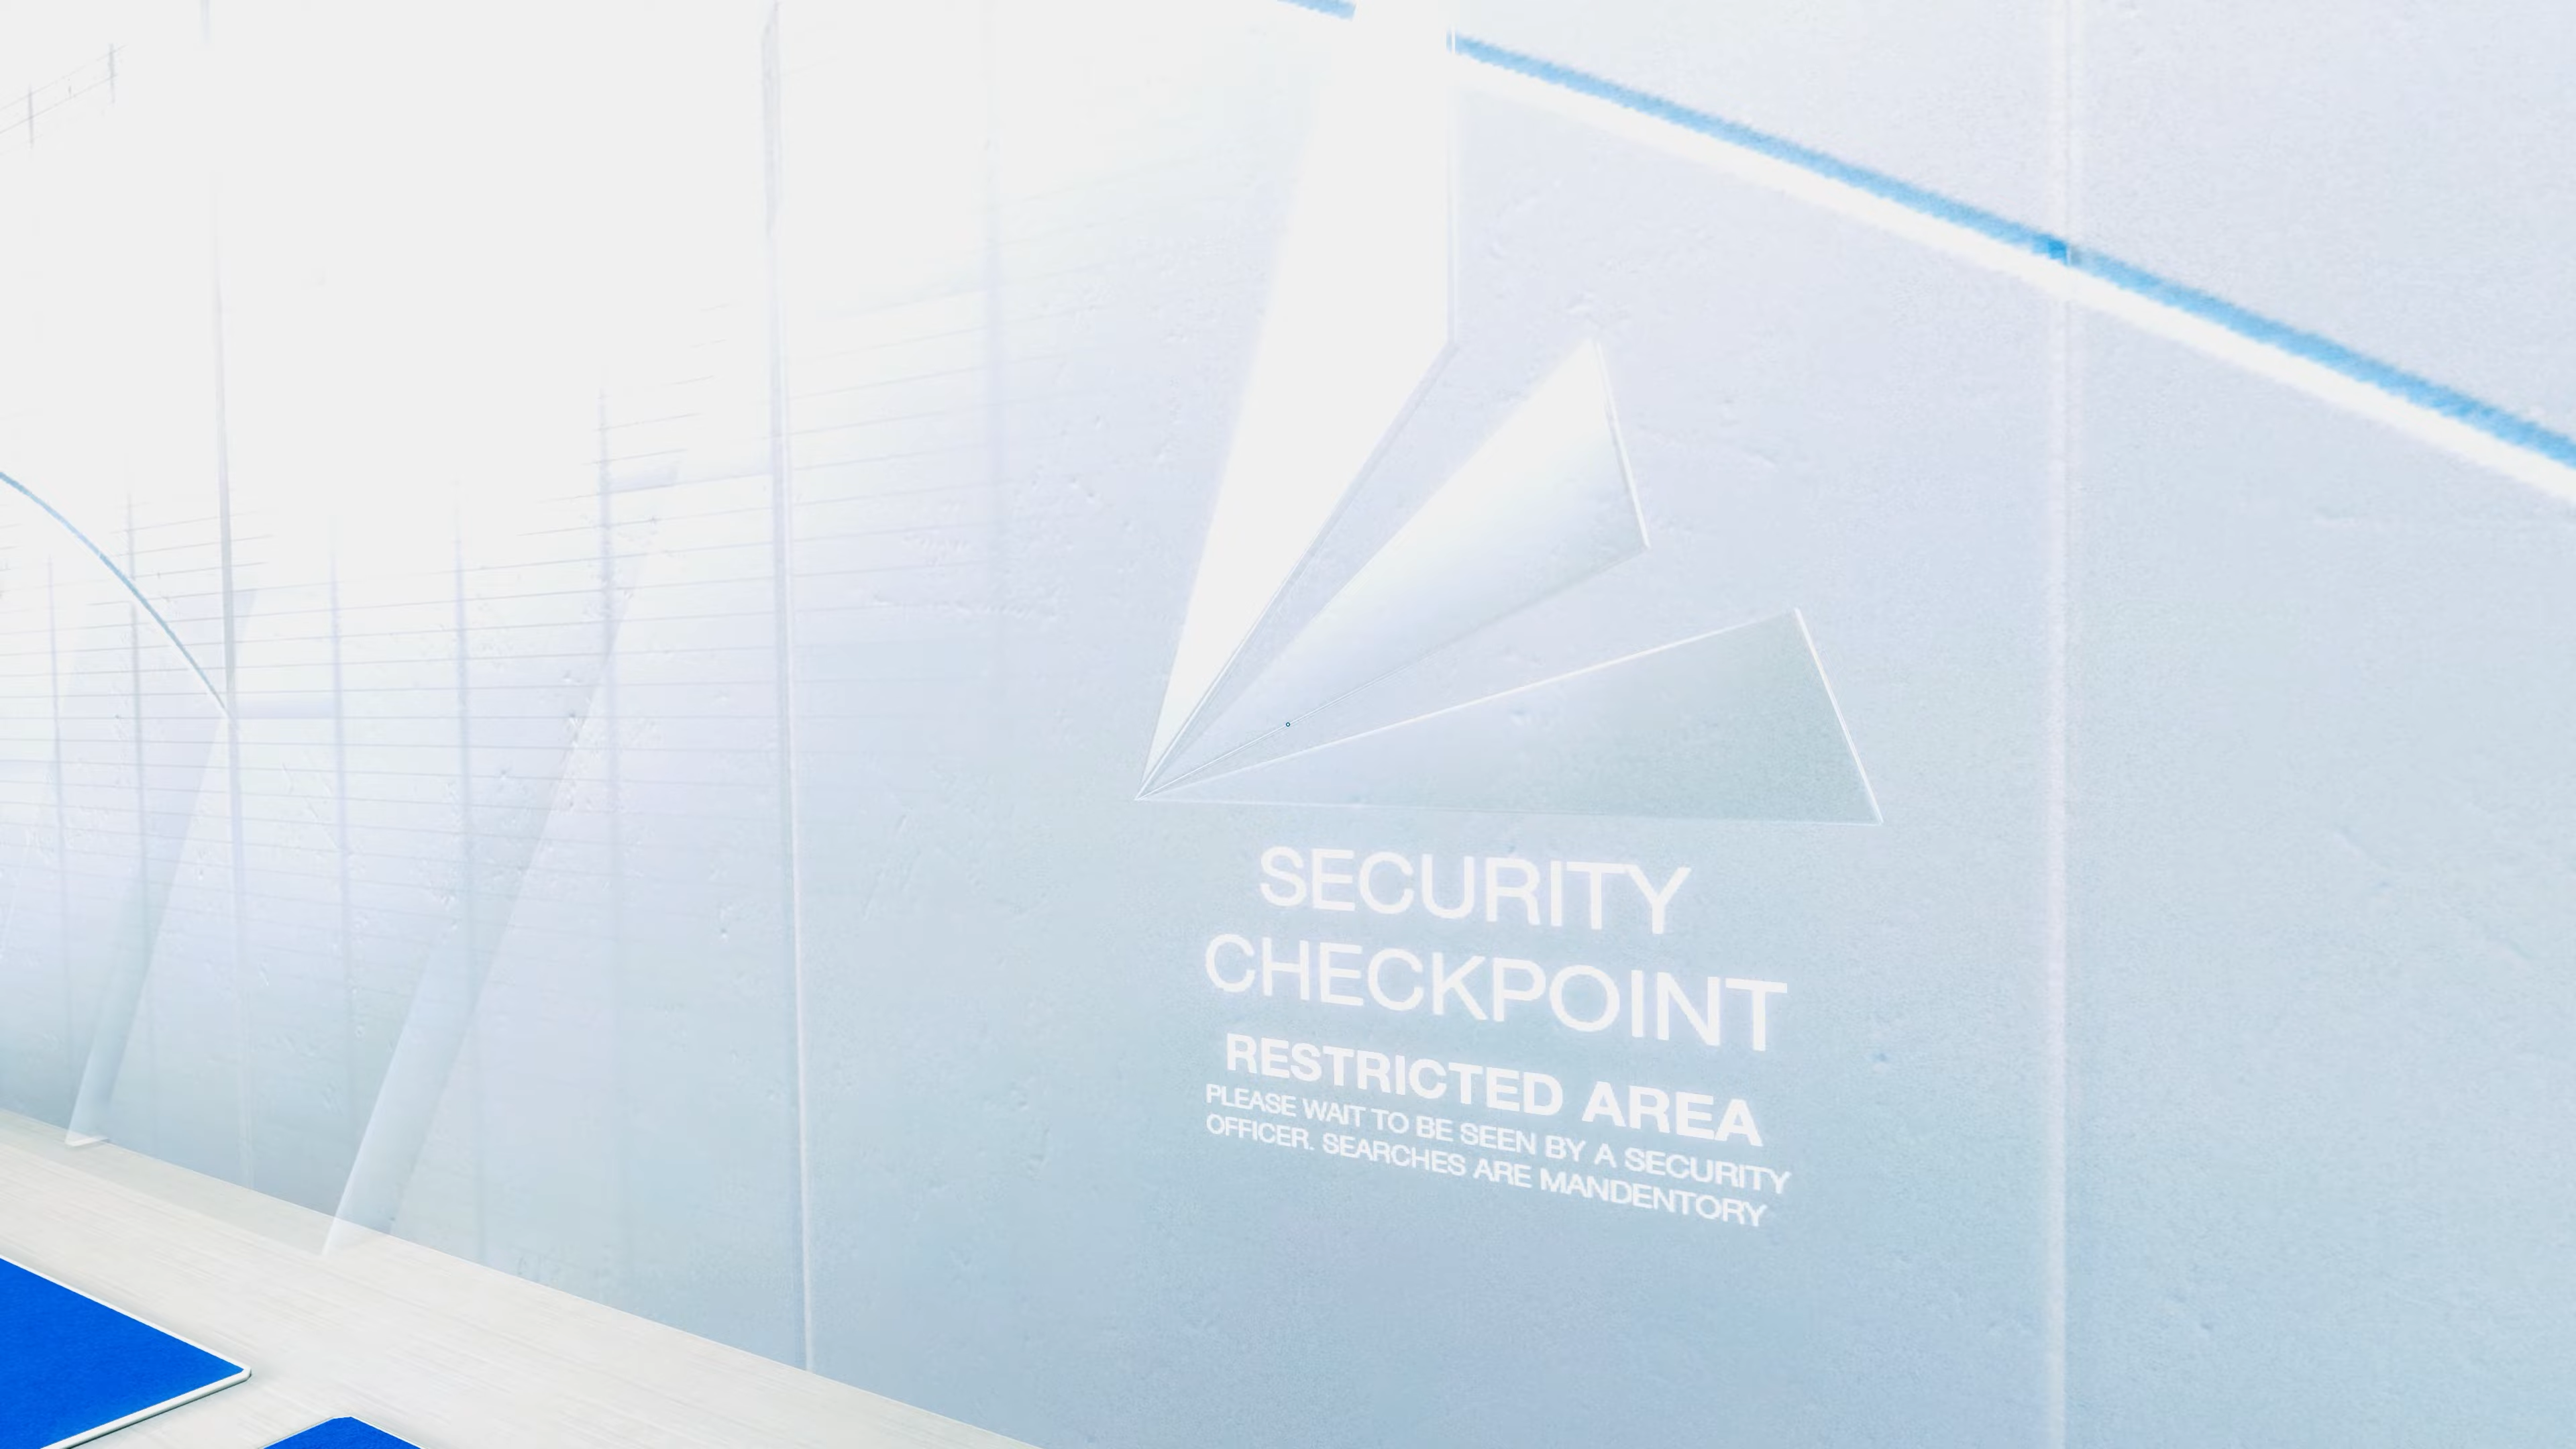 SECURITY
CHECKPOINT
RESTRICTED AREA
PLEASE WAIT TO BE SEEN BY A SECURITY
OFFICER. SEARCHES ARE MANDENTORY